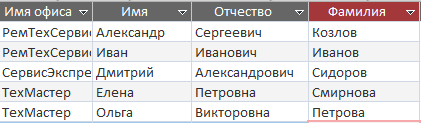 Имя офиса Имя Отчество Фамилия
РемТехСервис Александр Сергеевич Козлов
РемТехСервис Иван Иванович Иванов
СервисЭкспре Дмитрий Александрович Сидоров
ТехМастер Елена Петровна Смирнова
ТехМастер Ольга Викторовна Петрова